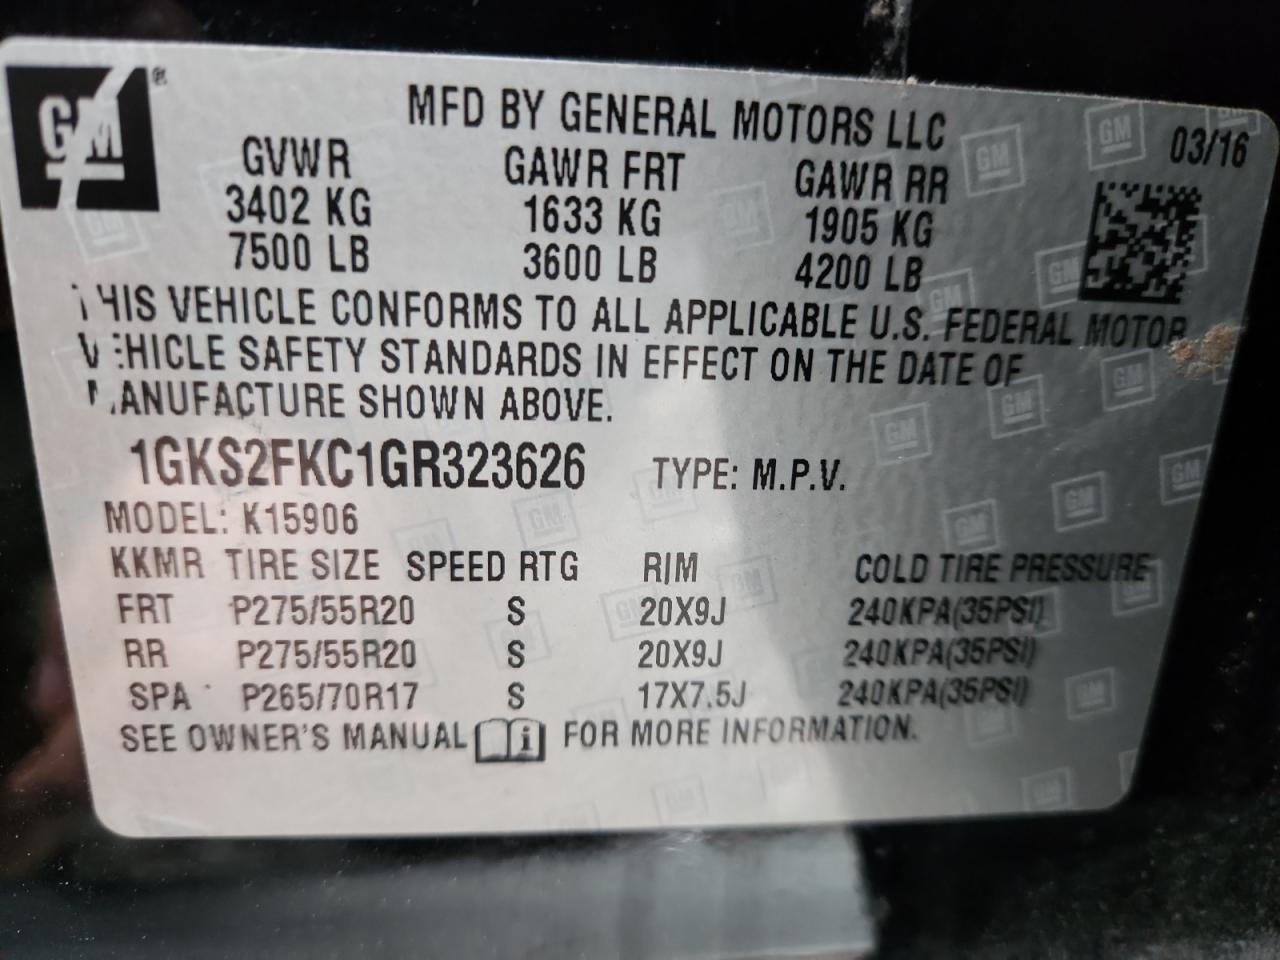 GM ®
MFD BY GENERAL MOTORS LLC
03/16
GVWR GAWR FRT GAWR RR
3402 KG 1633 KG 1905 KG
7500 LB 3600 LB 4200 LB
THIS VEHICLE CONFORMS TO ALL APPLICABLE U.S. FEDERAL MOTOR
VEHICLE SAFETY STANDARDS IN EFFECT ON THE DATE OF
MANUFACTURE SHOWN ABOVE.
1GKS2FKC1GR323626 TYPE: M.P.V.
MODEL: K15906
KKMR TIRE SIZE SPEED RTG RIM COLD TIRE PRESSURE
FRT P275/55R20 S 20X9J 240KPA(35PSI)
RR P275/55R20 S 20X9J 240KPA(35PSI)
SPA P265/70R17 S 17X7.5J 240KPA(35PSI)
SEE OWNER'S MANUAL i FOR MORE INFORMATION.